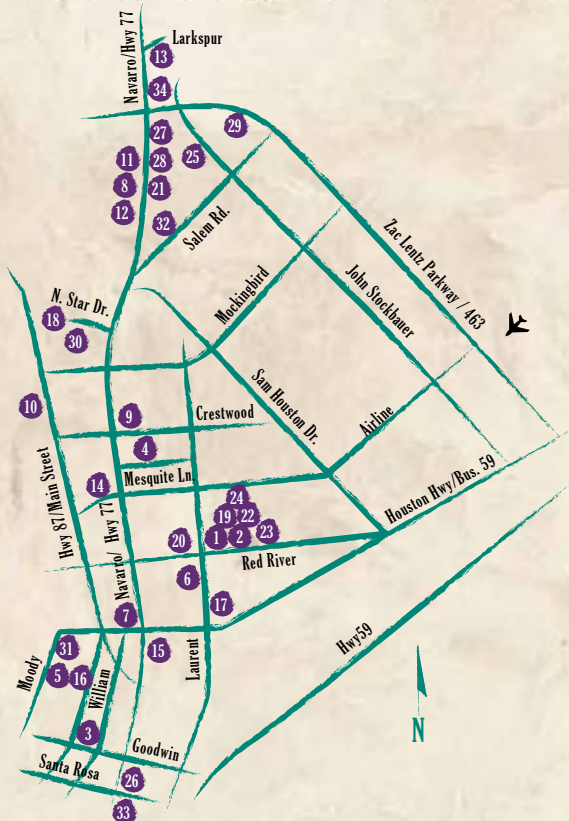 Navarro/Hwy 77
Larkspur
13
34
29
27
11
28
25
8
21
12
32
Salem Rd.
Zac Lentz Parkway / 463
John Stockbauer
Mockingbird
N. Star Dr.
18
30
10
9
Crestwood
Sam Houston Dr.
Airline
4
Mesquite Ln.
14
Hwy 87/Main Street
Navarro/ Hwy 77
24
19
22
1
2
23
20
Houston Hwy/Bus. 59
Red River
6
17
7
Hwy59
31
15
Laurent
Moody
5
16
William
3
Goodwin
Santa Rosa
26
33
N